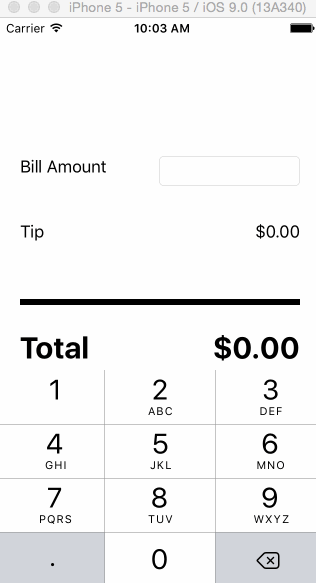 iPhone 5 - iPhone 5 / iOS 9.0 (13A340)
Carrier 10:03 AM
Bill Amount
Tip $0.00
Total $0.00
1 2 3
ABC DEF
4 5 6
GHI JKL MNO
7 8 9
PQRS TUV WXYZ
. 0